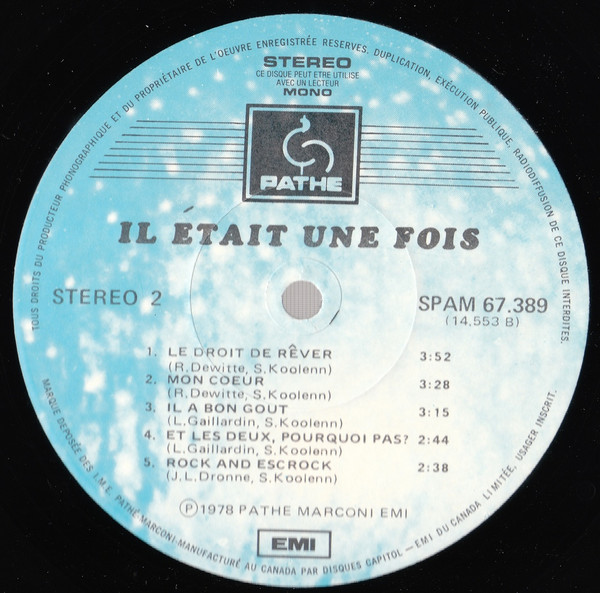 TOUS DROITS DU PRODUCTEUR PHONOGRAPHIQUE ET DU PROPRIÉTAIRE DE L'OEUVRE ENREGISTRÉE RESERVES, DUPLICATION, EXÉCUTION PUBLIQUE, RADIODIFFUSION DE CE DISQUE INTERDITES.
STEREO
CE DISQUE PEUT ETRE UTILISE
AVEC UN LECTEUR
MONO
PATHE
IL ÉTAIT UNE FOIS
STEREO 2
SPAM 67.389
(14,553 B)
1. LE DROIT DE RÊVER 3:52
(R.Dewitte, S.Koolenn)
2. MON COEUR 3:28
(R.Dewitte, S.Koolenn)
3. IL A BON GOUT 3:15
(L.Gaillardin, S.Koolenn)
4. ET LES DEUX, POURQUOI PAS? 2:44
(L.Gaillardin, S.Koolenn)
5. ROCK AND ESCROCK 2:38
(J.L.Dronne, S.Koolenn)
Ⓟ1978 PATHE MARCONI EMI
EMI
MARQUE DEPOSÉE DES I.M.E. PATHÉ MARCONI-MANUFACTURÉ AU CANADA PAR DISQUES CAPITOL—EMI DU CANADA LIMITÉE, USAGER INSCRIT.